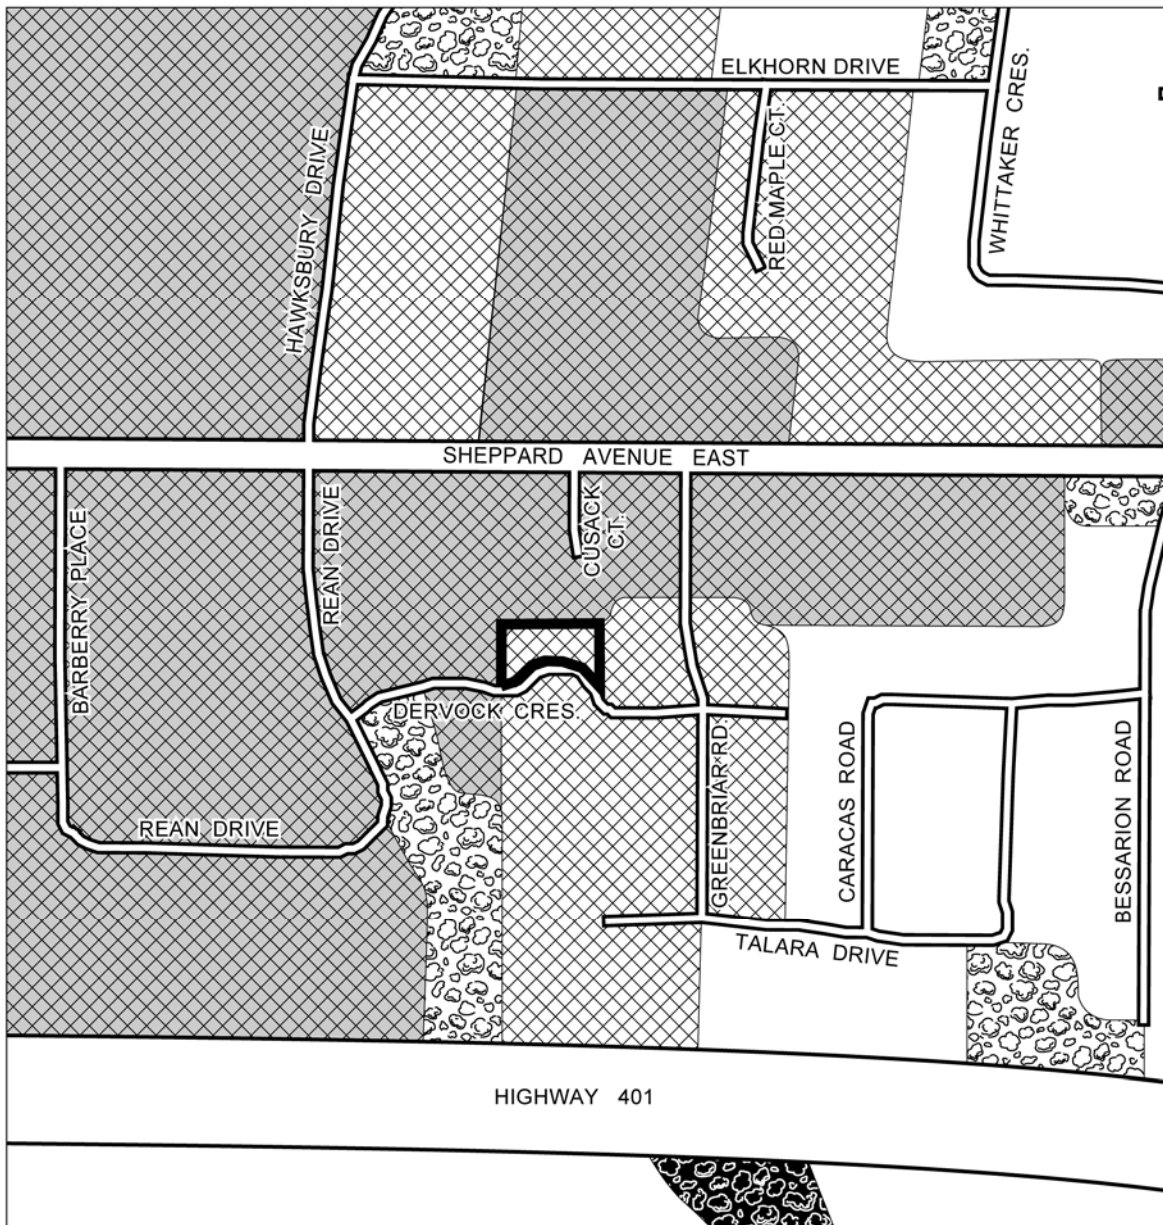 ELKHORN DRIVE
WHITTAKER CRES.
RED MAPLE CT.
HAWKSBURY DRIVE
SHEPPARD AVENUE EAST
BARBERRY PLACE
REAN DRIVE
CUSACK
CT.
DERVOCK CRES.
GREENBRIAR RD.
CARACAS ROAD
BESSARION ROAD
REAN DRIVE
TALARA DRIVE
HIGHWAY 401